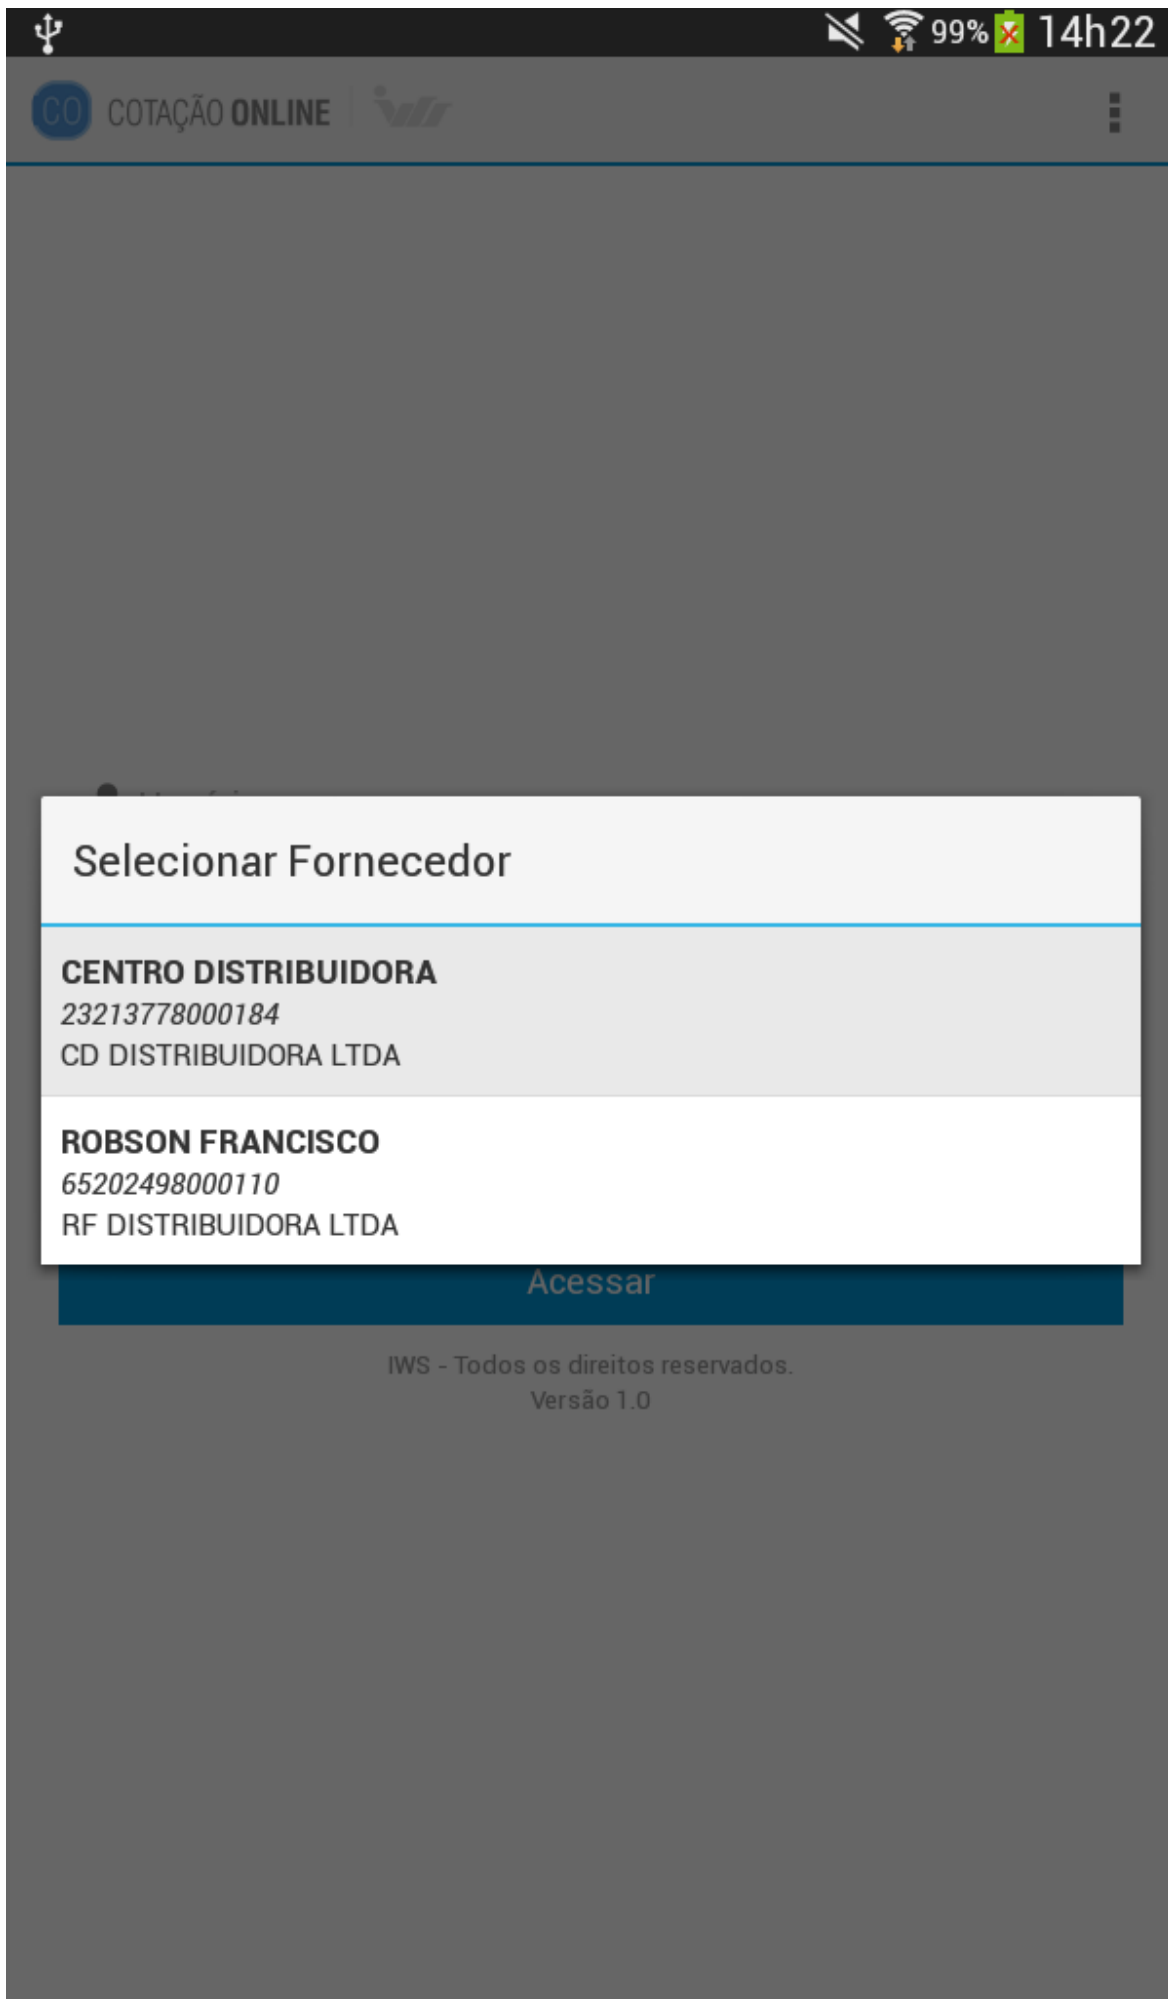 99% 14h22
CO COTAÇÃO ONLINE iws
Selecionar Fornecedor
CENTRO DISTRIBUIDORA
23213778000184
CD DISTRIBUIDORA LTDA
ROBSON FRANCISCO
65202498000110
RF DISTRIBUIDORA LTDA
Acessar
IWS - Todos os direitos reservados.
Versão 1.0